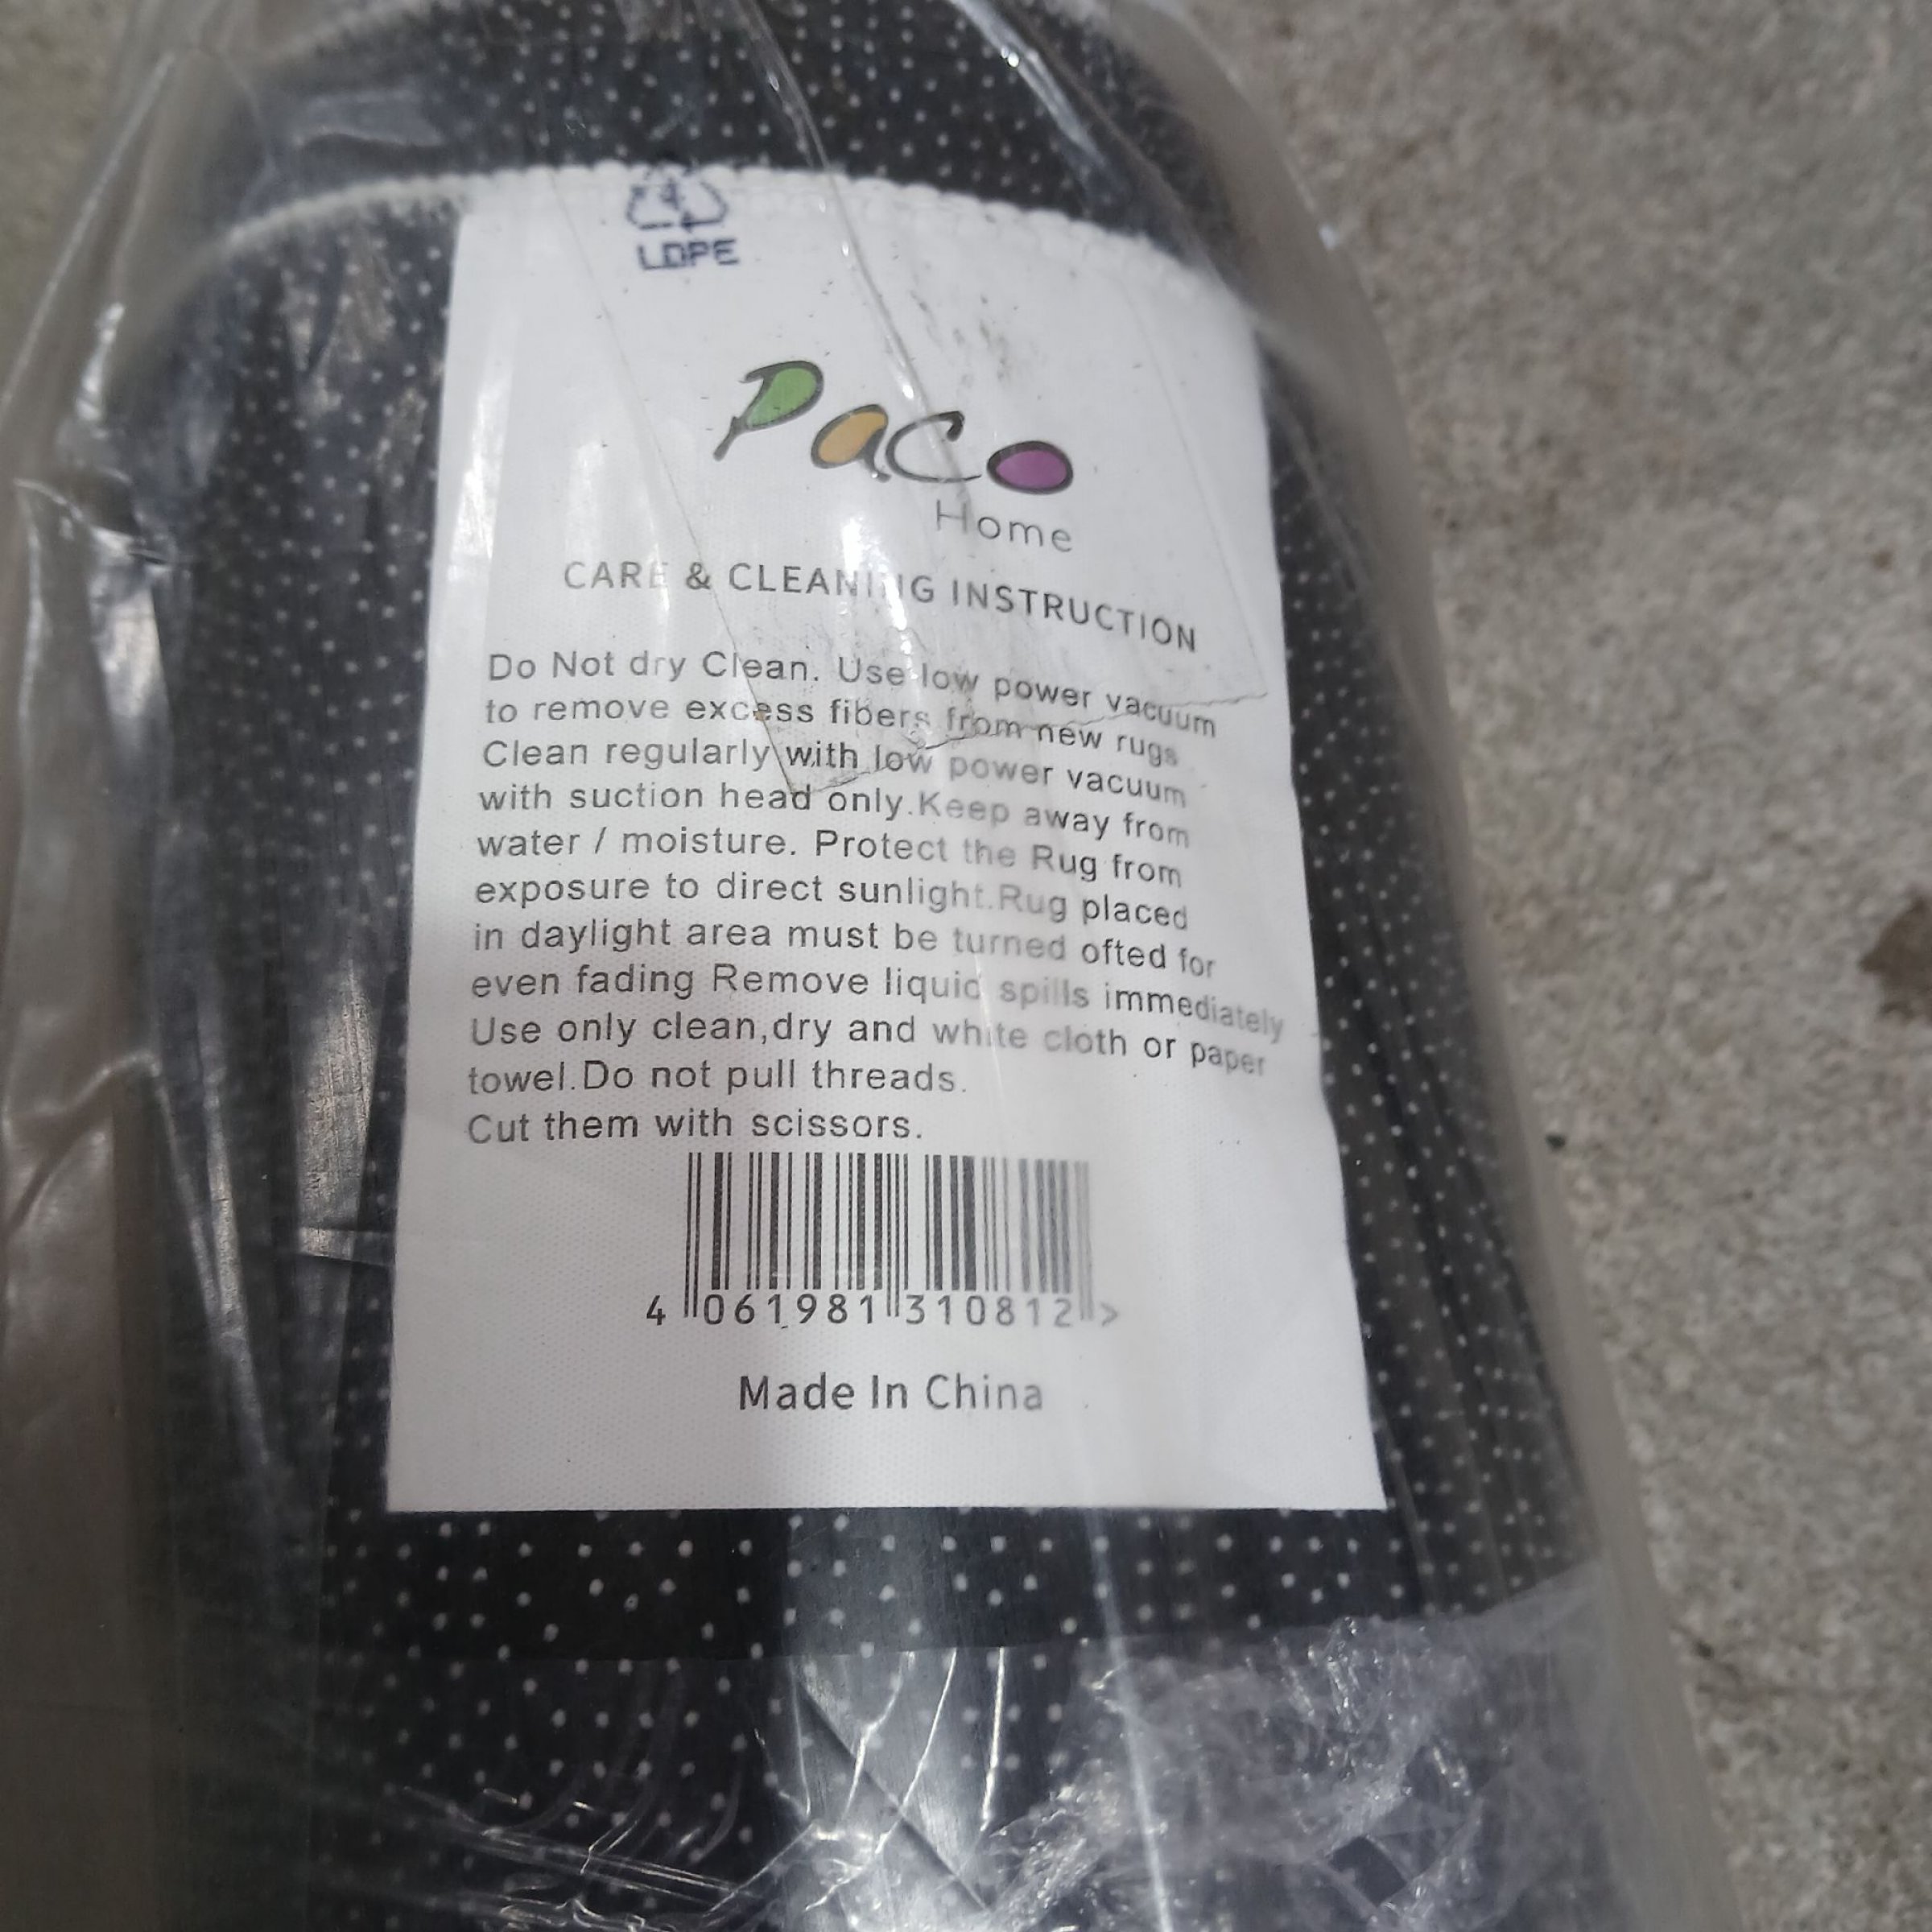 4
LDPE
Paco
Home
CARE & CLEANING INSTRUCTION
Do Not dry Clean. Use low power vacuum
to remove excess fibers from new rugs
Clean regularly with low power vacuum
with suction head only.Keep away from
water / moisture. Protect the Rug from
exposure to direct sunlight.Rug placed
in daylight area must be turned ofted for
even fading Remove liquid spills immediately
Use only clean,dry and white cloth or paper
towel.Do not pull threads.
Cut them with scissors.
4 061981 310812 >
Made In China